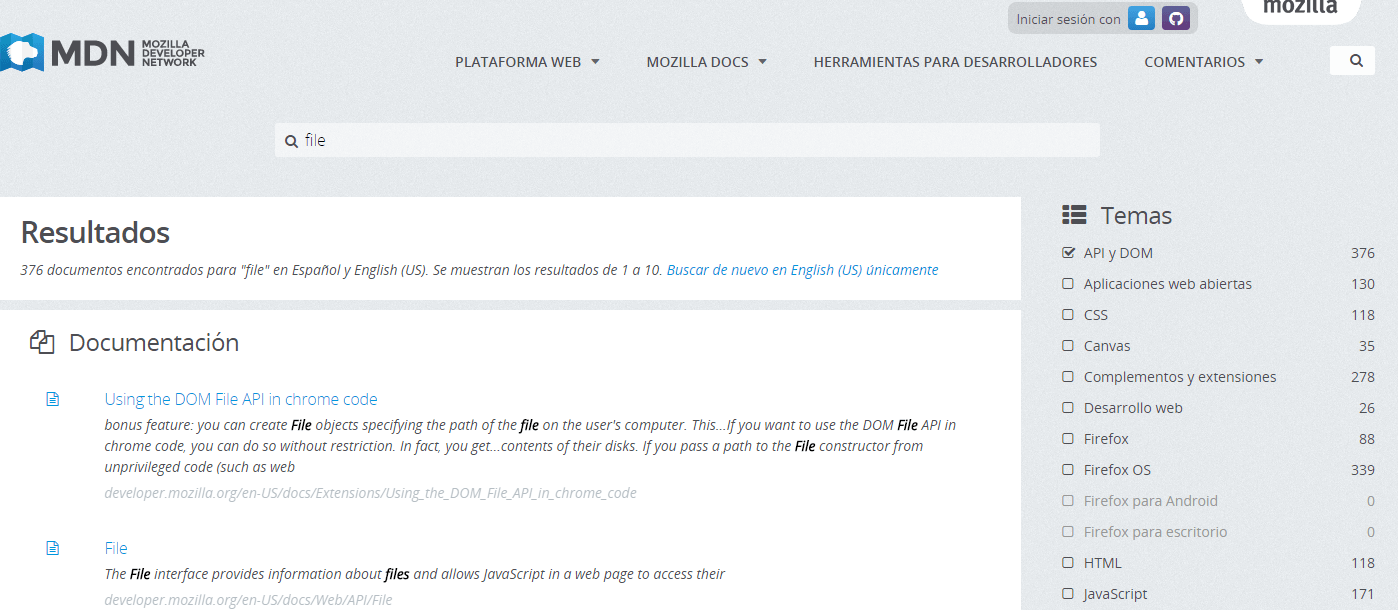 Iniciar sesión con
mozilla
MDN MOZILLA DEVELOPER NETWORK
PLATAFORMA WEB
MOZILLA DOCS
HERRAMIENTAS PARA DESARROLLADORES
COMENTARIOS
file
Resultados
376 documentos encontrados para "file" en Español y English (US). Se muestran los resultados de 1 a 10. Buscar de nuevo en English (US) únicamente
Documentación
Using the DOM File API in chrome code
bonus feature: you can create File objects specifying the path of the file on the user's computer. This...If you want to use the DOM File API in
chrome code, you can do so without restriction. In fact, you get...contents of their disks. If you pass a path to the File constructor from
unprivileged code (such as web
developer.mozilla.org/en-US/docs/Extensions/Using_the_DOM_File_API_in_chrome_code
File
The File interface provides information about files and allows JavaScript in a web page to access their
developer.mozilla.org/en-US/docs/Web/API/File
Temas
API y DOM 376
Aplicaciones web abiertas 130
CSS 118
Canvas 35
Complementos y extensiones 278
Desarrollo web 26
Firefox 88
Firefox OS 339
Firefox para Android 0
Firefox para escritorio 0
HTML 118
JavaScript 171